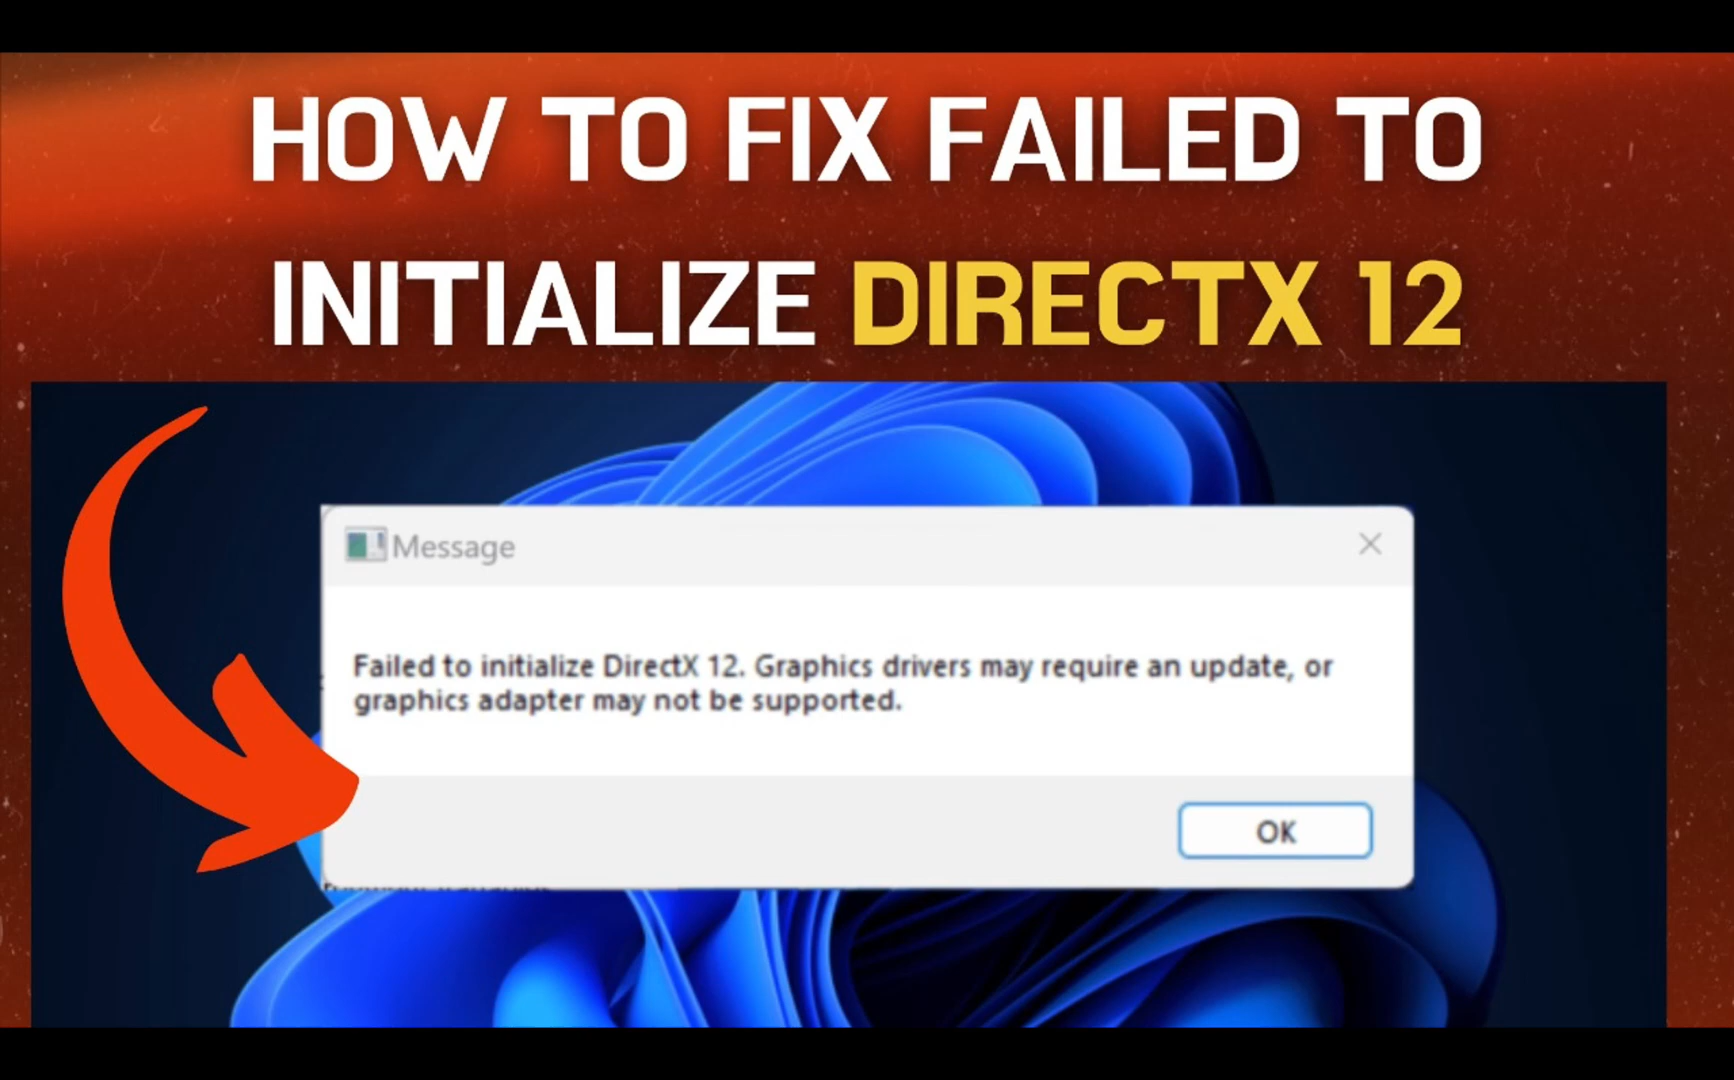 HOW TO FIX FAILED TO
INITIALIZE DIRECTX 12
Message
Failed to initialize DirectX 12. Graphics drivers may require an update, or
graphics adapter may not be supported.
OK